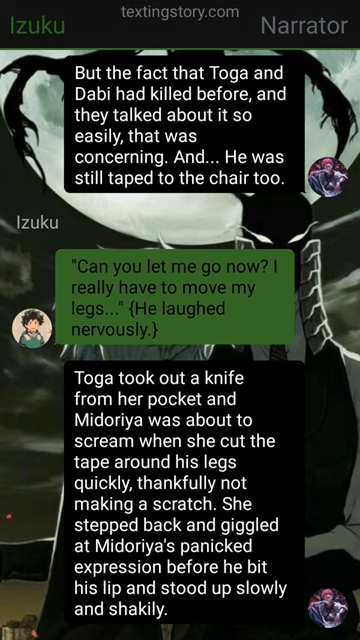 textingstory.com
Izuku
Narrator
But the fact that Toga and
Dabi had killed before, and
they talked about it so
easily, that was
concerning. And... He was
still taped to the chair too.
Izuku
"Can you let me go now? I
really have to move my
legs..." {He laughed
nervously.}
Toga took out a knife
from her pocket and
Midoriya was about to
scream when she cut the
tape around his legs
quickly, thankfully not
making a scratch. She
stepped back and giggled
at Midoriya's panicked
expression before he bit
his lip and stood up slowly
and shakily.